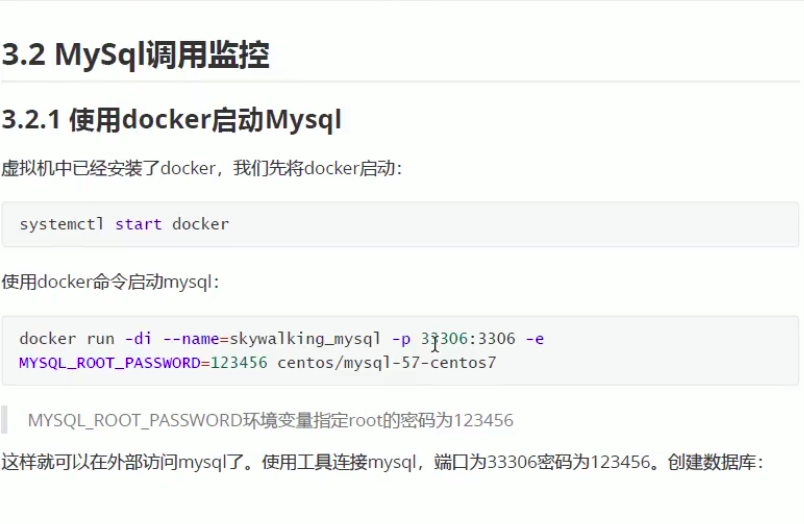 3.2 MySql调用监控
3.2.1 使用docker启动Mysql
虚拟机中已经安装了docker，我们先将docker启动：
systemctl start docker
使用docker命令启动mysql：
docker run -di --name=skywalking_mysql -p 33306:3306 -e
MYSQL_ROOT_PASSWORD=123456 centos/mysql-57-centos7
MYSQL_ROOT_PASSWORD环境变量指定root的密码为123456
这样就可以在外部访问mysql了。使用工具连接mysql，端口为33306密码为123456。创建数据库：